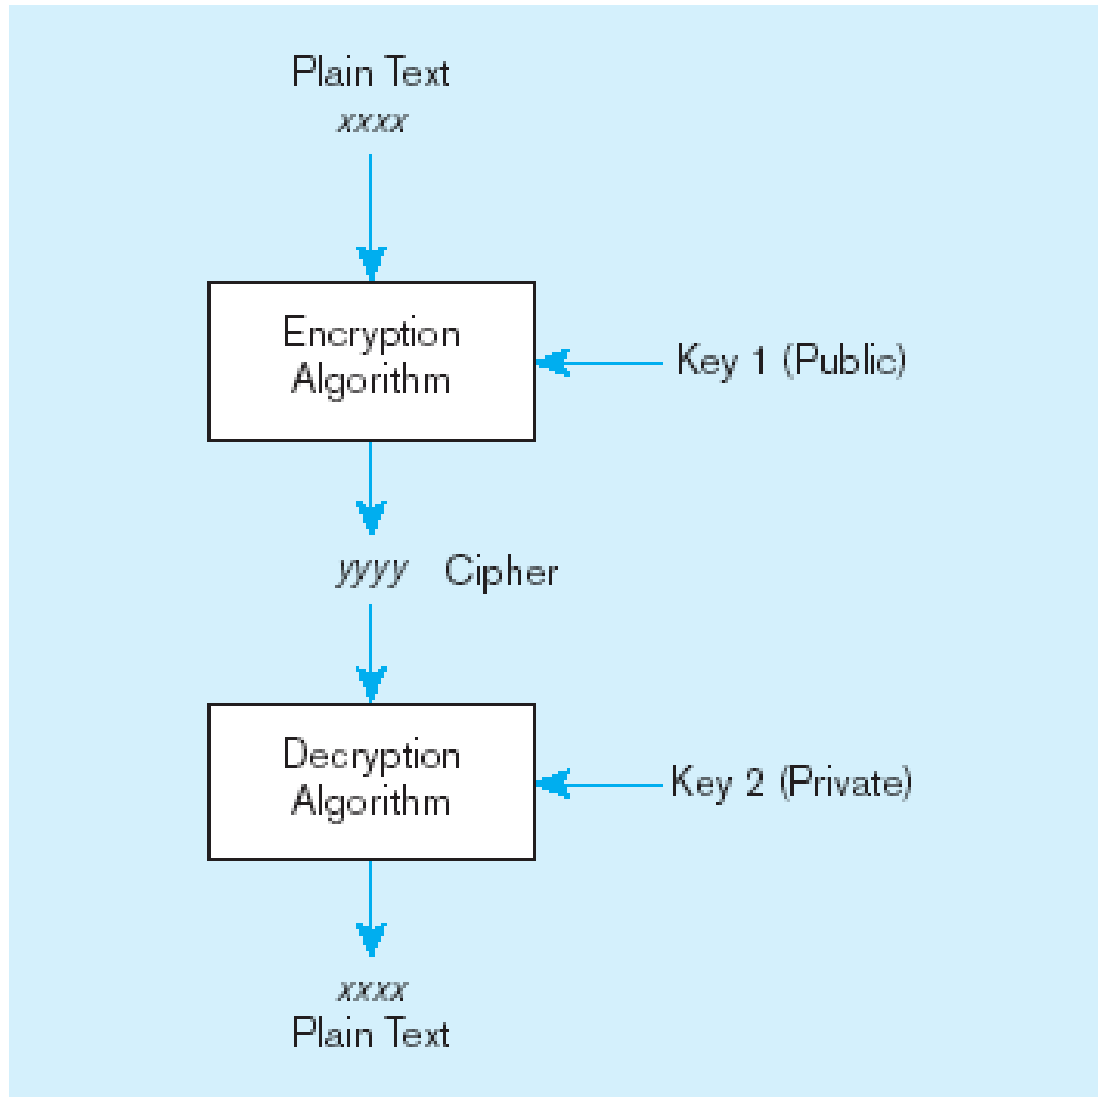 Plain Text
xxxx
Encryption
Algorithm
Key 1 (Public)
yyyy Cipher
Decryption
Algorithm
Key 2 (Private)
xxxx
Plain Text